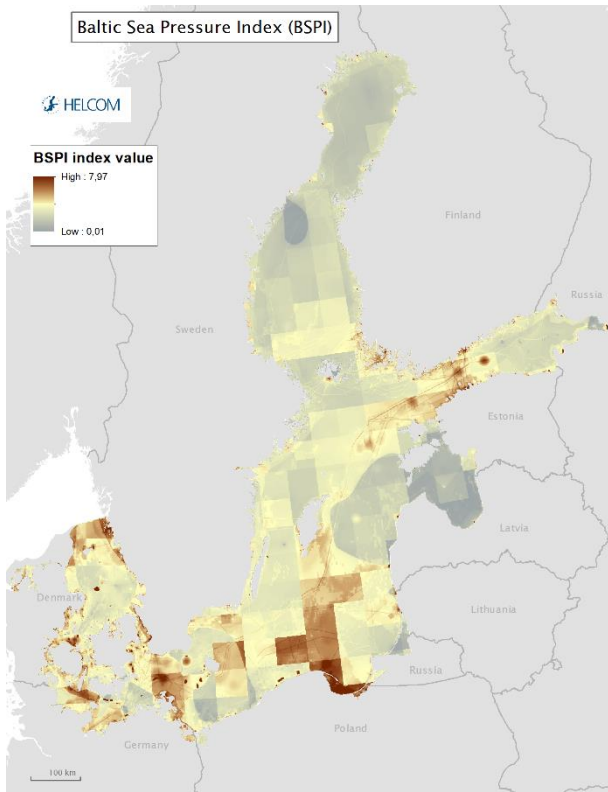 Baltic Sea Pressure Index (BSPI)
HELCOM
BSPI index value
High : 7,97
Low : 0,01
Finland
Russia
Sweden
Estonia
Latvia
Denmark
Lithuania
Russia
Poland
Germany
100 km